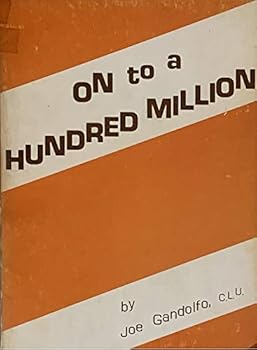 ON to a
HUNDRED MILLION
by
Joe Gandolfo, C.L.U.